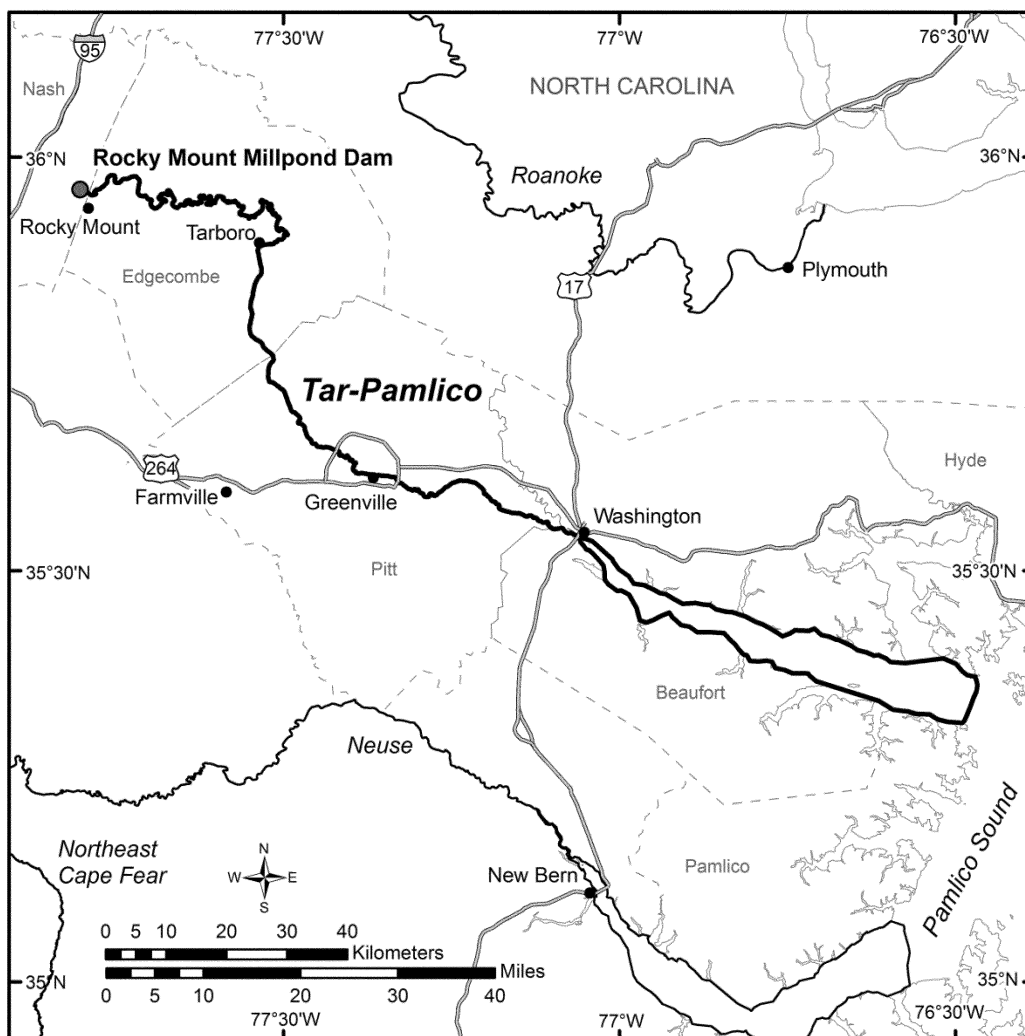 77°30'W
77°W
76°30'W
95
Nash
NORTH CAROLINA
36°N
Rocky Mount Millpond Dam
36°N
Roanoke
Rocky Mount
Tarboro
Edgecombe
Plymouth
17
Tar-Pamlico
264
Hyde
Farmville
Greenville
Washington
35°30'N
Pitt
35°30'N
Beaufort
Neuse
Pamlico Sound
Northeast
Cape Fear
N
W E
S
Pamlico
New Bern
0 5 10 20 30 40
Kilometers
Miles
0 5 10 20 30 40
35°N
35°N
77°30'W
77°W
76°30'W